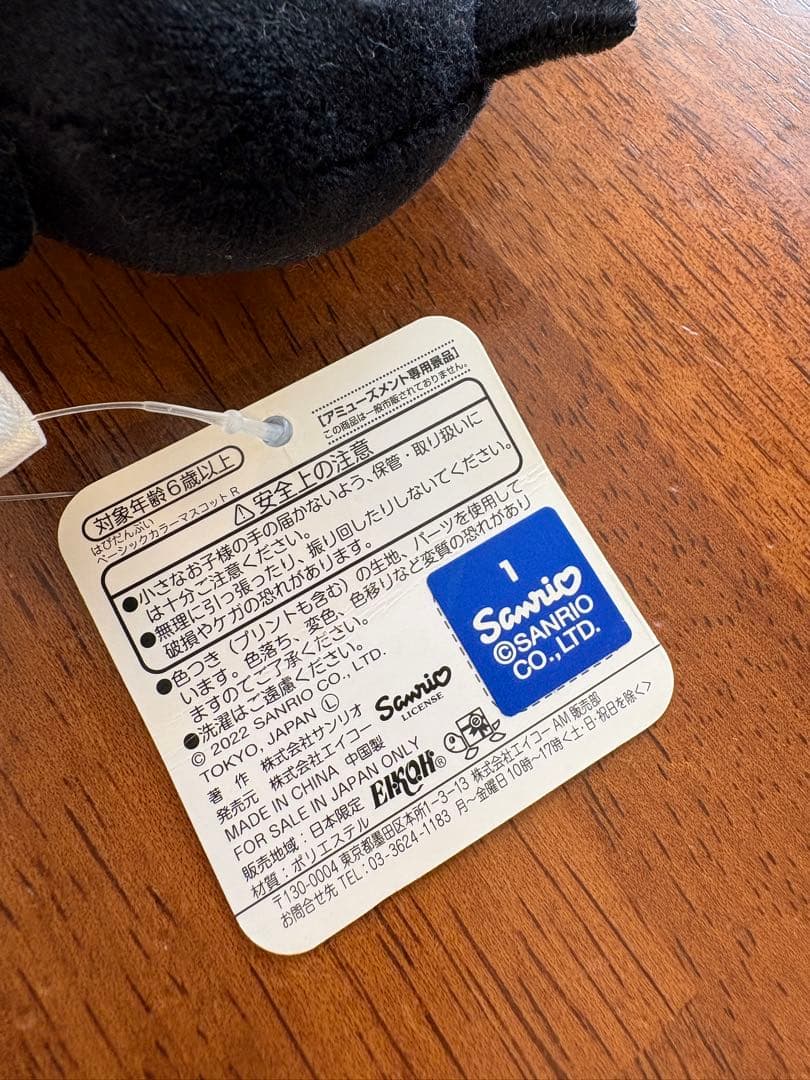 [アミューズメント専用景品]
この商品は一般市販されておりません。
対象年齢6歳以上
はぴだんぶい
ベーシックカラーマスコットR
⚠安全上の注意
●小さなお子様の手の届かないよう、保管・取り扱いに
は十分ご注意ください。
●無理に引っ張ったり、振り回したりしないでください。
破損やケガの恐れがあります。
●色つき(プリントも含む)の生地、パーツを使用して
います。色落ち、変色、色移りなど変質の恐れがあり
ますのでご了承ください。
●洗濯はご遠慮ください。
© 2022 SANRIO CO., LTD.
TOKYO, JAPAN Ⓛ
著作 株式会社サンリオ
発売元 株式会社エイコー
MADE IN CHINA 中国製
FOR SALE IN JAPAN ONLY
販売地域:日本限定
材質:ポリエステル
Sanrio
LICENSE
EIKOH®
1
Sanrio
©SANRIO
CO.,LTD.
〒130-0004 東京都墨田区本所1-3-13 株式会社エイコー AM販売部
お問合せ先 TEL:03-3624-1183 月〜金曜日10時〜17時<土・日・祝日を除く>